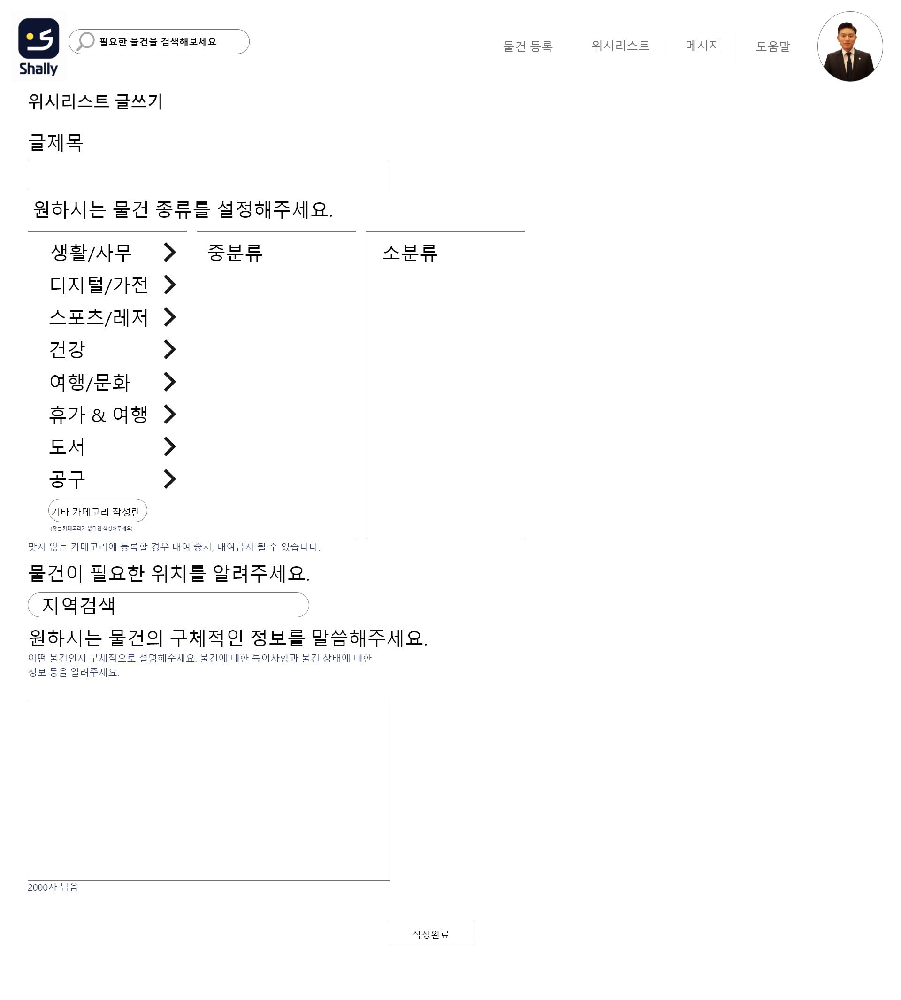 Shally
필요한 물건을 검색해보세요
물건 등록
위시리스트
메시지
도움말
위시리스트 글쓰기
글제목
원하시는 물건 종류를 설정해주세요.
생활/사무
디지털/가전
스포츠/레저
건강
여행/문화
휴가 & 여행
도서
공구
기타 카테고리 작성란
(찾는 카테고리가 없다면 작성해주세요)
중분류
소분류
맞지 않는 카테고리에 등록할 경우 대여 중지, 대여금지 될 수 있습니다.
물건이 필요한 위치를 알려주세요.
지역검색
원하시는 물건의 구체적인 정보를 말씀해주세요.
어떤 물건인지 구체적으로 설명해주세요. 물건에 대한 특이사항과 물건 상태에 대한
정보 등을 알려주세요.
2000자 남음
작성완료